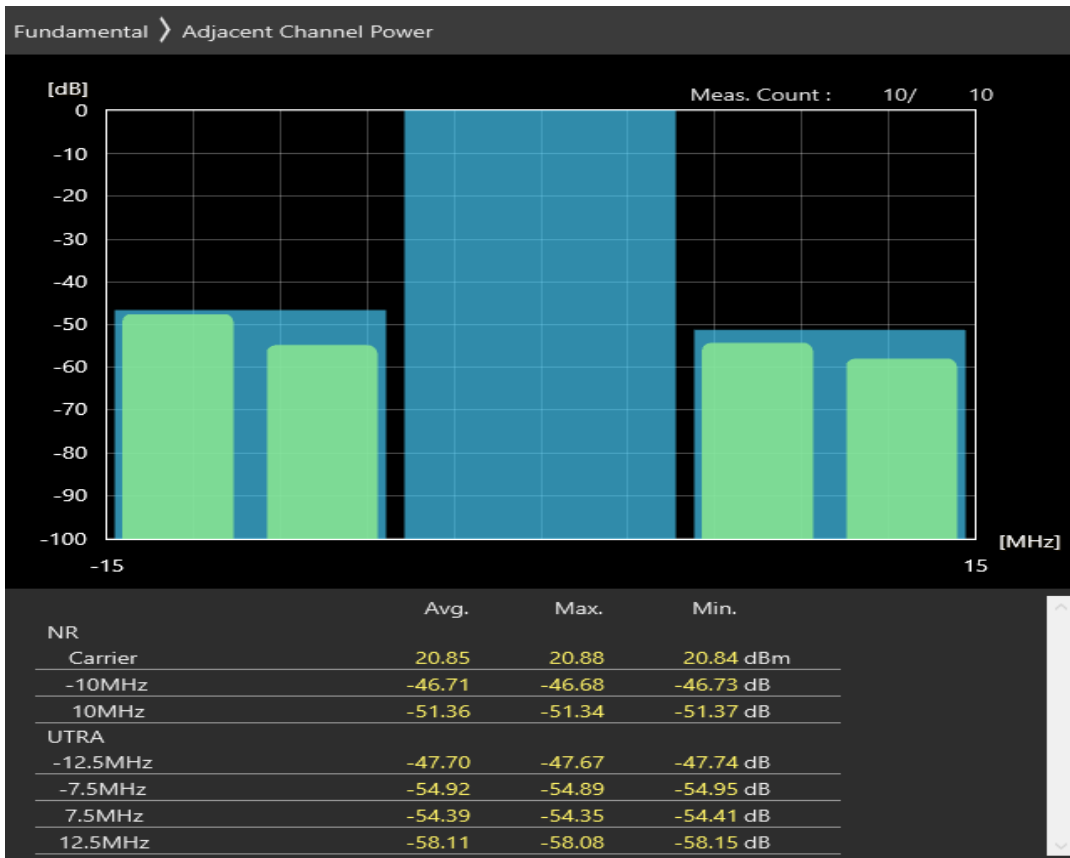 Fundamental ❯ Adjacent Channel Power
[dB]
Meas. Count : 10/ 10
0
-10
-20
-30
-40
-50
-60
-70
-80
-90
-100
[MHz]
-15 15
Avg. Max. Min.
NR
Carrier 20.85 20.88 20.84 dBm
-10MHz -46.71 -46.68 -46.73 dB
10MHz -51.36 -51.34 -51.37 dB
UTRA
-12.5MHz -47.70 -47.67 -47.74 dB
-7.5MHz -54.92 -54.89 -54.95 dB
7.5MHz -54.39 -54.35 -54.41 dB
12.5MHz -58.11 -58.08 -58.15 dB